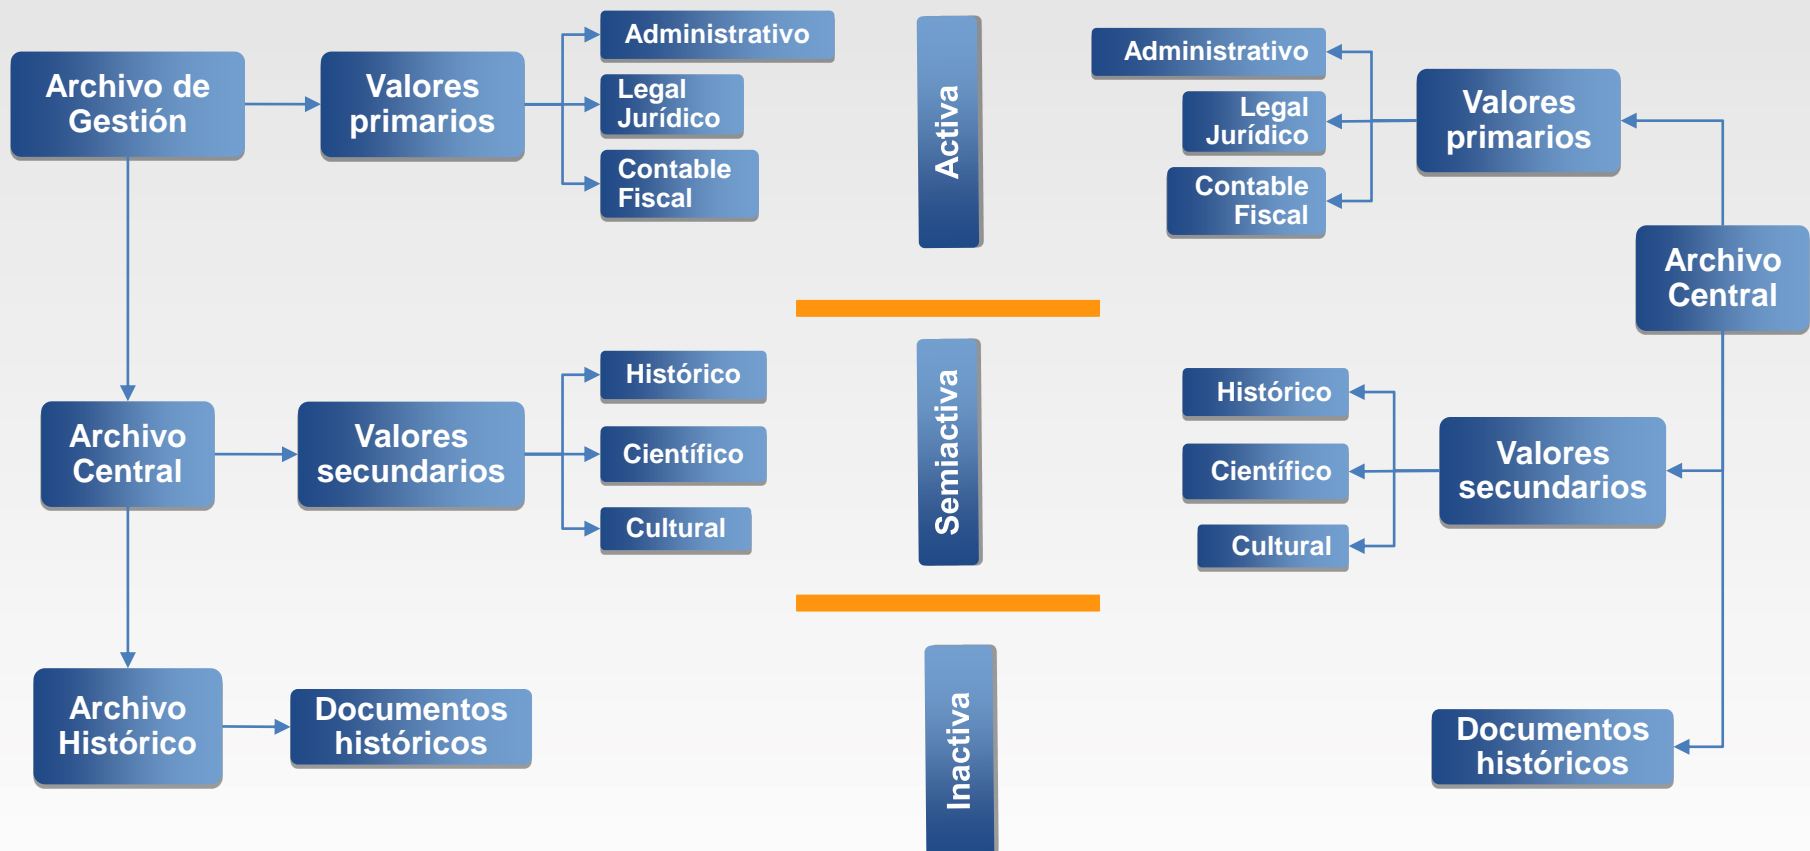 Archivo de
Gestión
Valores
primarios
Administrativo
Legal
Jurídico
Contable
Fiscal
Archivo
Central
Valores
secundarios
Histórico
Científico
Cultural
Archivo
Histórico
Documentos
históricos
Activa
Semiactiva
Inactiva
Administrativo
Legal
Jurídico
Contable
Fiscal
Valores
primarios
Archivo
Central
Histórico
Científico
Cultural
Valores
secundarios
Documentos
históricos